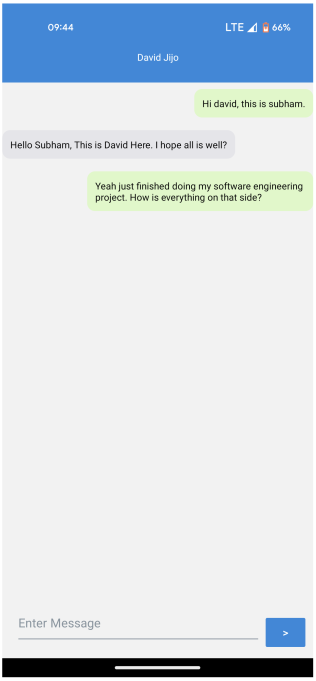 09:44
LTE 66%
David Jijo
Hi david, this is subham.
Hello Subham, This is David Here. I hope all is well?
Yeah just finished doing my software engineering
project. How is everything on that side?
Enter Message
>